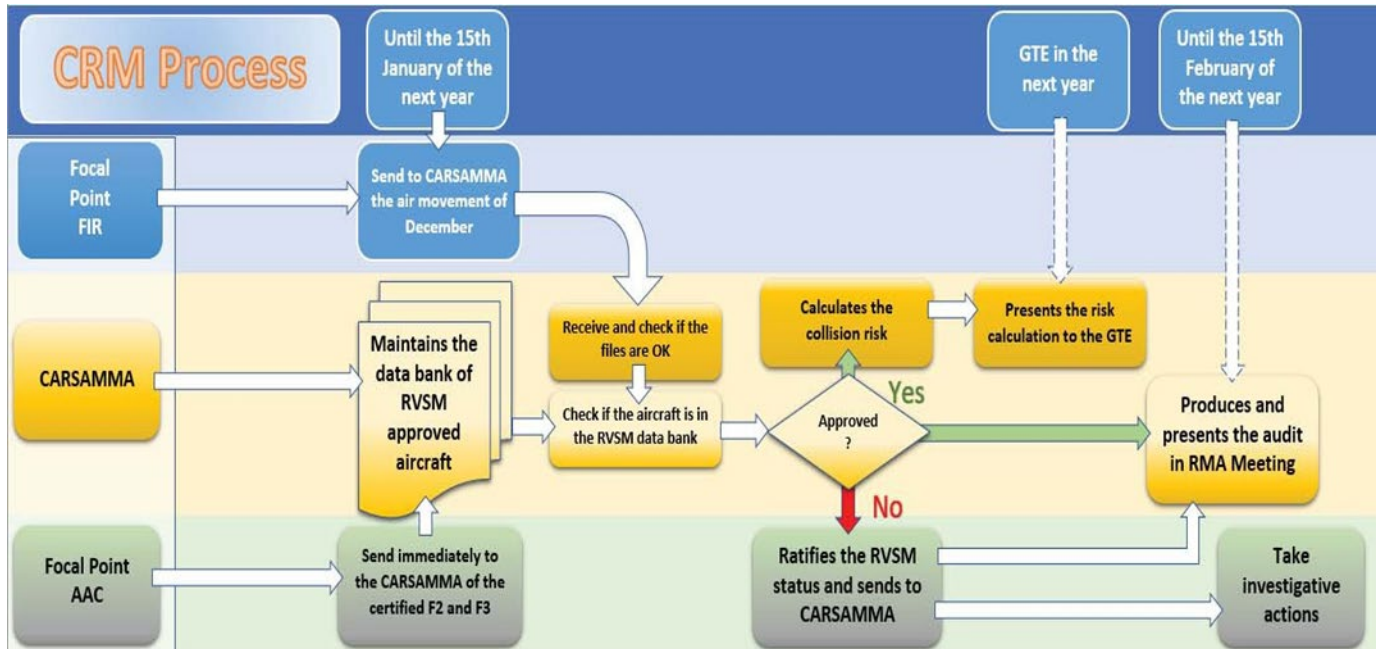 CRM Process
Until the 15th
January of the
next year
GTE in the
next year
Until the 15th
February of
the next year
Focal
Point
FIR
Send to CARSAMMA
the air movement of
December
CARSAMMA
Maintains the
data bank of
RVSM
approved
aircraft
Receive and check if the
files are OK
Check if the aircraft is in
the RVSM data bank
Calculates the
collision risk
Presents the risk
calculation to the GTE
Approved
?
Yes
No
Produces and
presents the audit
in RMA Meeting
Focal Point
AAC
Send immediately to
the CARSAMMA of the
certified F2 and F3
Ratifies the RVSM
status and sends to
CARSAMMA
Take
investigative
actions